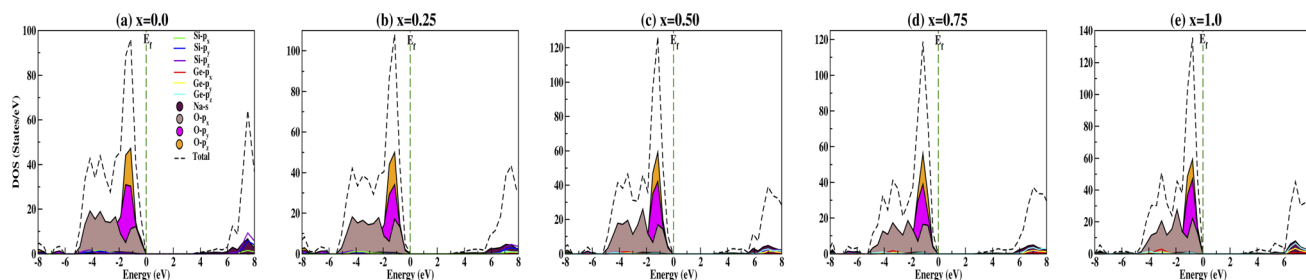 (a) x=0.0
(b) x=0.25
(c) x=0.50
(d) x=0.75
(e) x=1.0
DOS (States/eV)
100
80
60
40
20
0
-8 -6 -4 -2 0 2 4 6 8
Energy (eV)
E_f
Si-p_x
Si-p_y
Si-p_z
Ge-p_x
Ge-p_y
Ge-p_z
Na-s
O-p_x
O-p_y
O-p_z
Total
100
80
60
40
20
0
-8 -6 -4 -2 0 2 4 6 8
Energy (eV)
E_f
120
100
80
60
40
20
0
-8 -6 -4 -2 0 2 4 6 8
Energy (eV)
E_f
120
100
80
60
40
20
0
-8 -6 -4 -2 0 2 4 6 8
Energy (eV)
E_f
140
120
100
80
60
40
20
0
-8 -6 -4 -2 0 2 4 6 8
Energy (eV)
E_f